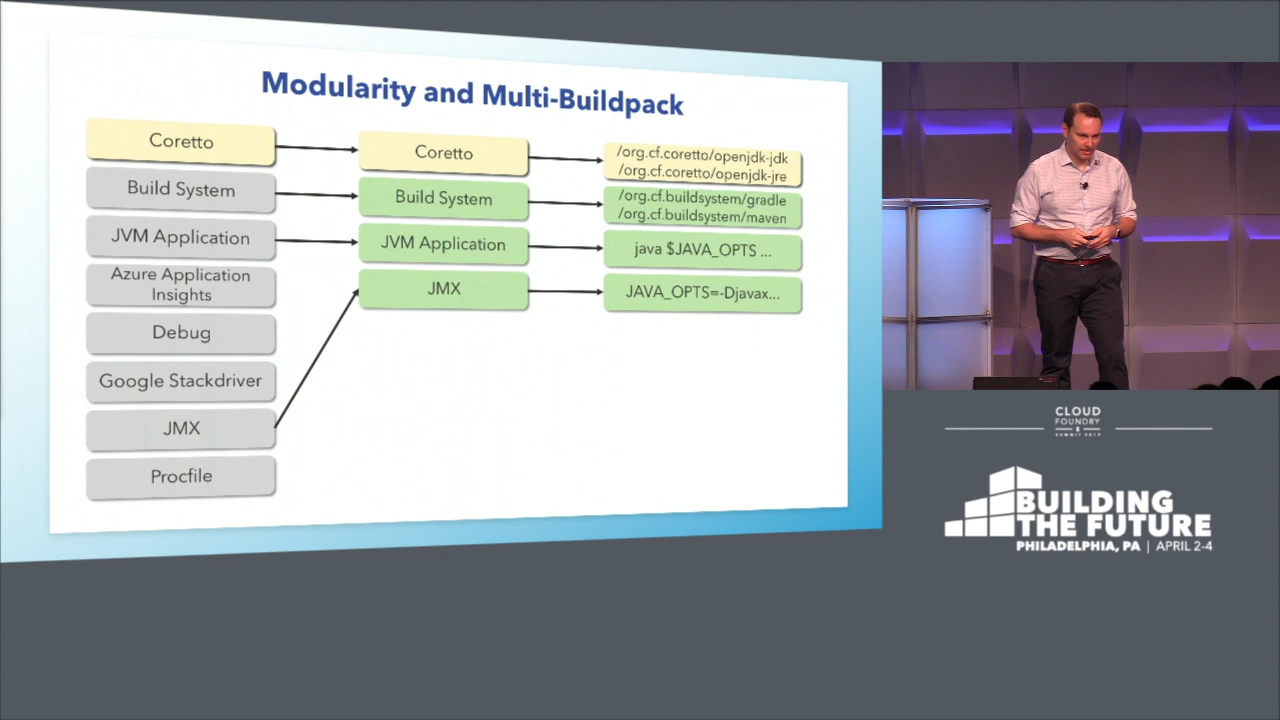 Modularity and Multi-Buildpack
Coretto
Build System
JVM Application
Azure Application
Insights
Debug
Google Stackdriver
JMX
Procfile
Coretto
Build System
JVM Application
JMX
/org.cf.coretto/openjdk-jdk
/org.cf.coretto/openjdk-jre
/org.cf.buildsystem/gradle
/org.cf.buildsystem/maven
java $JAVA_OPTS ...
JAVA_OPTS=-Djavax...
CLOUD
FOUNDRY
SUMMIT 2019
BUILDING
THE FUTURE
PHILADELPHIA, PA | APRIL 2-4